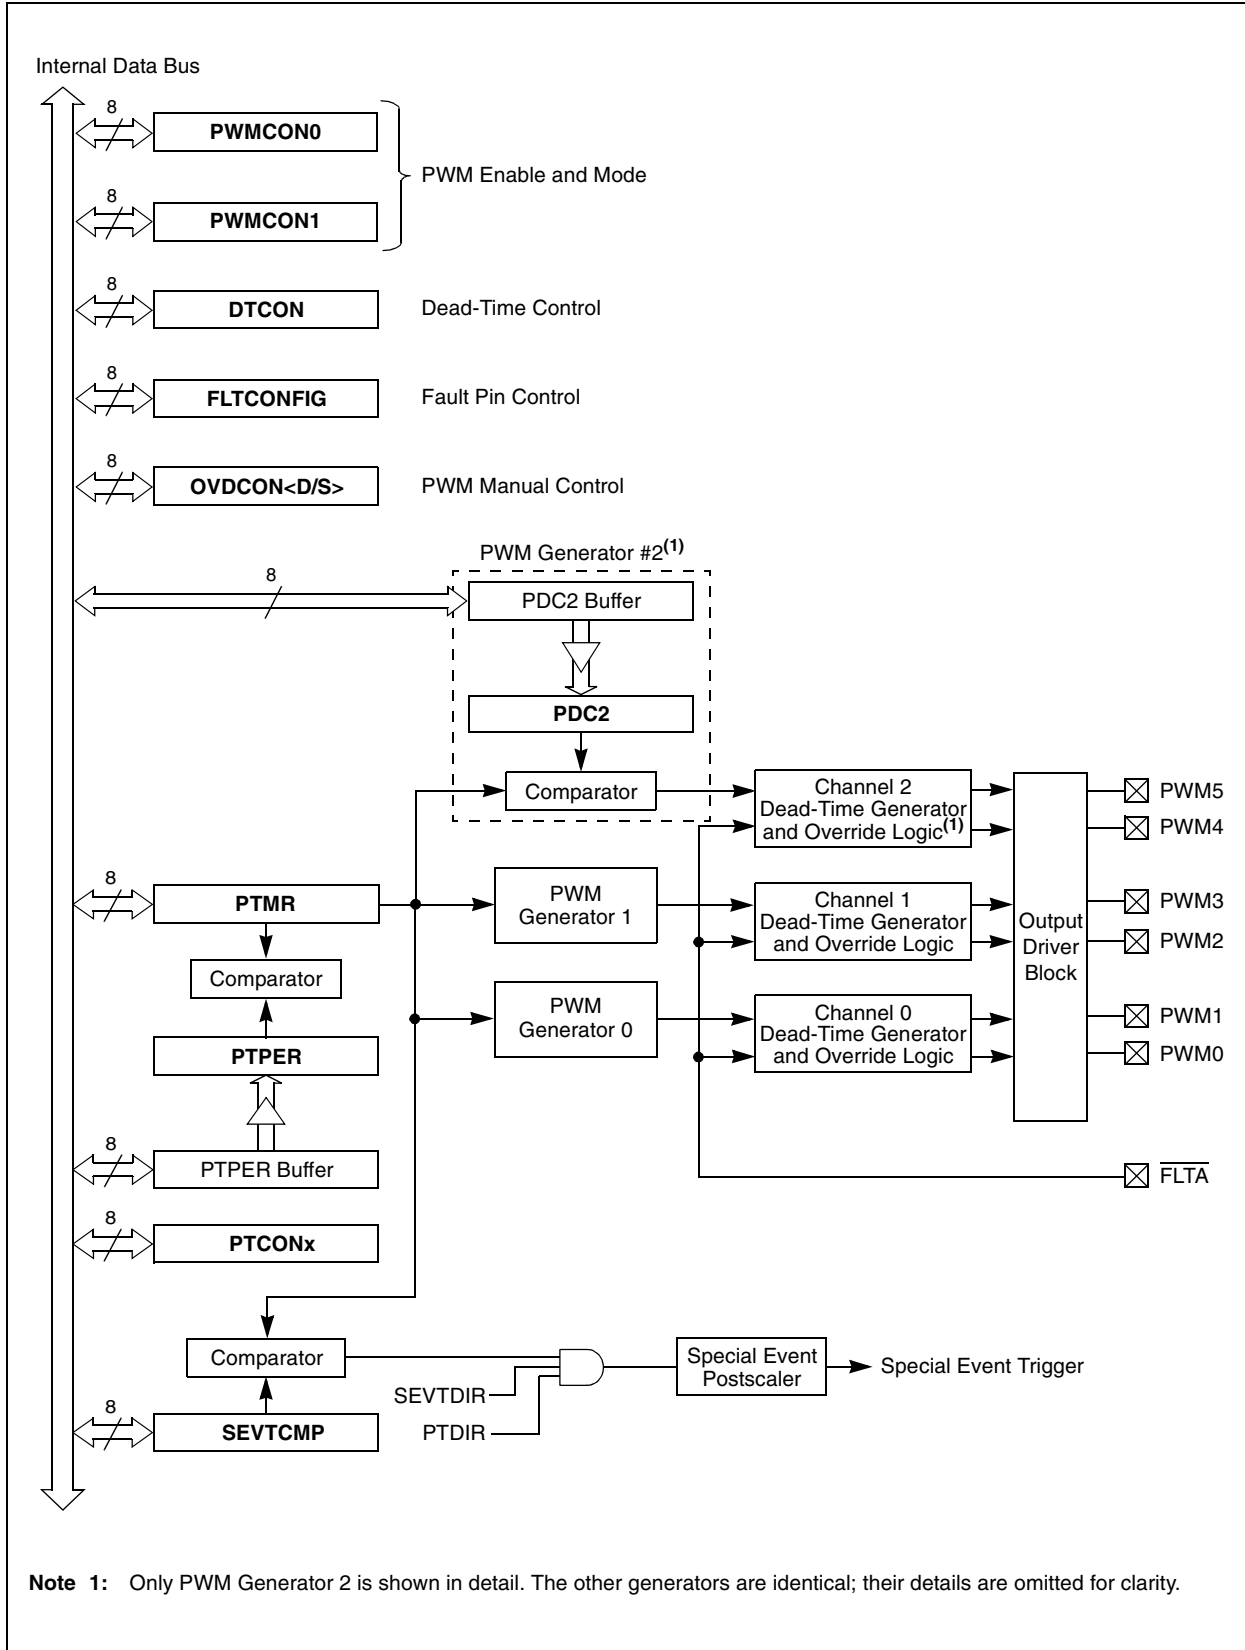 Internal Data Bus
8
PWMCON0
PWM Enable and Mode
8
PWMCON1
8
DTCON
Dead-Time Control
8
FLTCONFIG
Fault Pin Control
8
OVDCON<D/S>
PWM Manual Control
PWM Generator #2(1)
8
PDC2 Buffer
PDC2
Comparator
Channel 2
Dead-Time Generator
and Override Logic(1)
PWM5
PWM4
8
PTMR
PWM
Generator 1
Channel 1
Dead-Time Generator
and Override Logic
Output
Driver
Block
PWM3
PWM2
Comparator
PWM
Generator 0
Channel 0
Dead-Time Generator
and Override Logic
PWM1
PWM0
PTPER
8
PTPER Buffer
FLTA
8
PTCONx
Comparator
Special Event
Postscaler
Special Event Trigger
SEVTDIR
PTDIR
8
SEVTCMP
Note 1: Only PWM Generator 2 is shown in detail. The other generators are identical; their details are omitted for clarity.